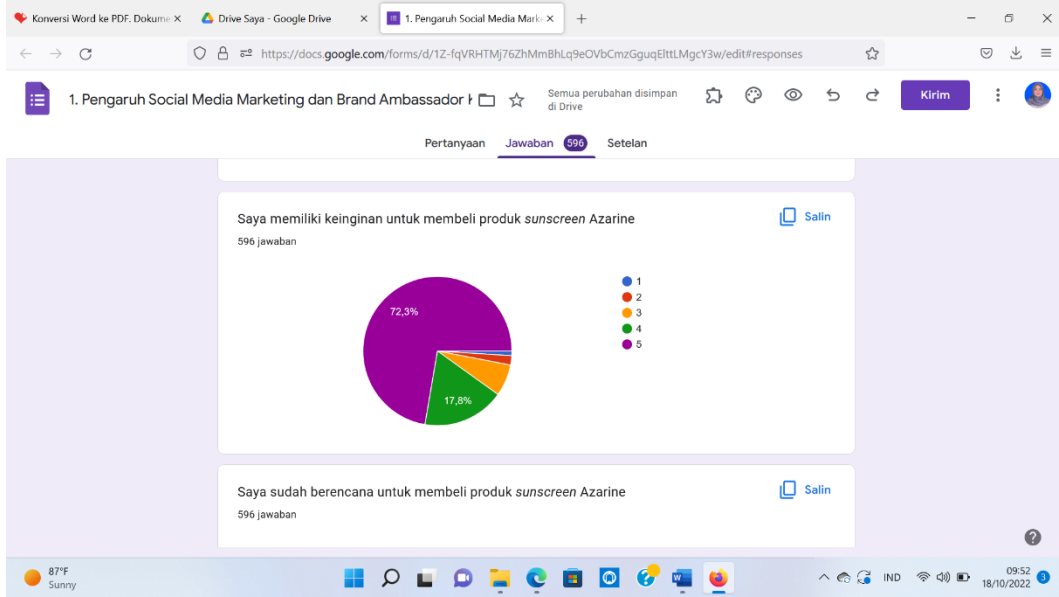 Konversi Word ke PDF. Dokume
Drive Saya - Google Drive
1. Pengaruh Social Media Marke
https://docs.google.com/forms/d/1Z-fqVRHTMj76ZhMmBhLq9eOVbCmzGguqElttLMgcY3w/edit#responses
1. Pengaruh Social Media Marketing dan Brand Ambassador
Semua perubahan disimpan
di Drive
Kirim
Pertanyaan Jawaban 596 Setelan
Saya memiliki keinginan untuk membeli produk sunscreen Azarine
Salin
596 jawaban
72,3%
17,8%
1
2
3
4
5
Saya sudah berencana untuk membeli produk sunscreen Azarine
Salin
596 jawaban
87°F
Sunny
IND
09:52
18/10/2022
3